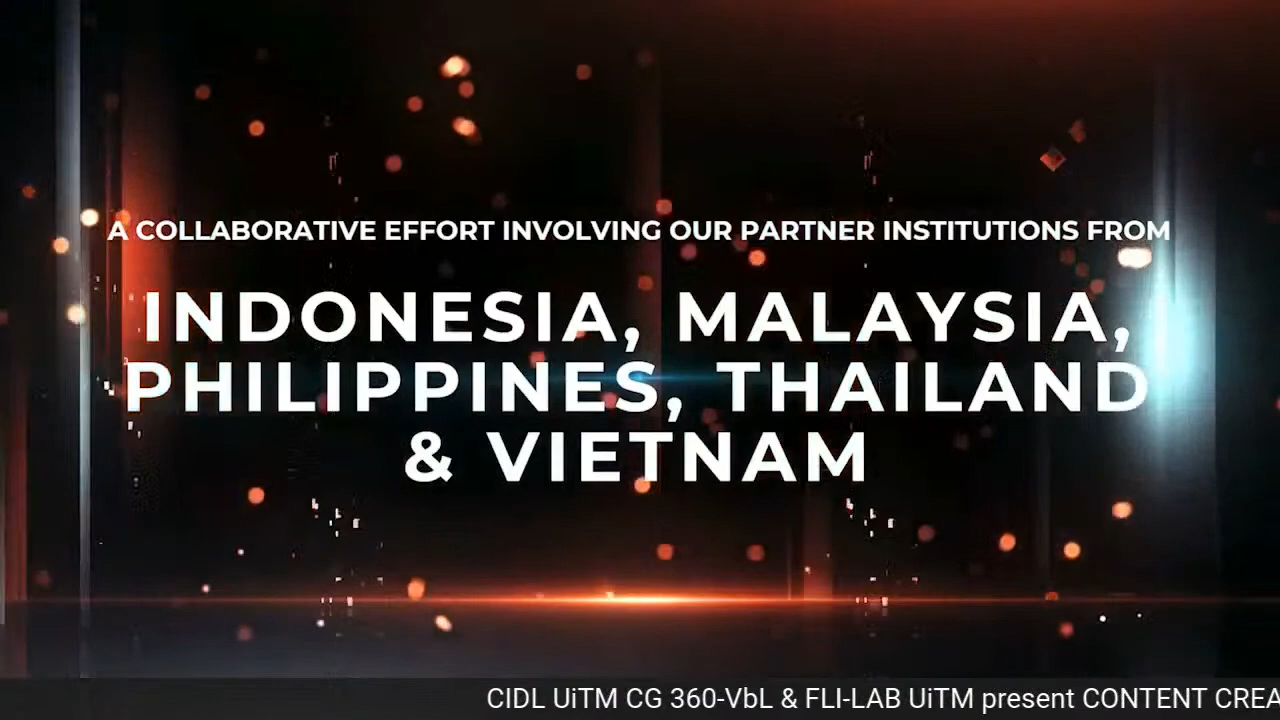 A COLLABORATIVE EFFORT INVOLVING OUR PARTNER INSTITUTIONS FROM
INDONESIA, MALAYSIA,
PHILIPPINES, THAILAND
& VIETNAM
CIDL UiTM CG 360-VbL & FLI-LAB UiTM present CONTENT CREA